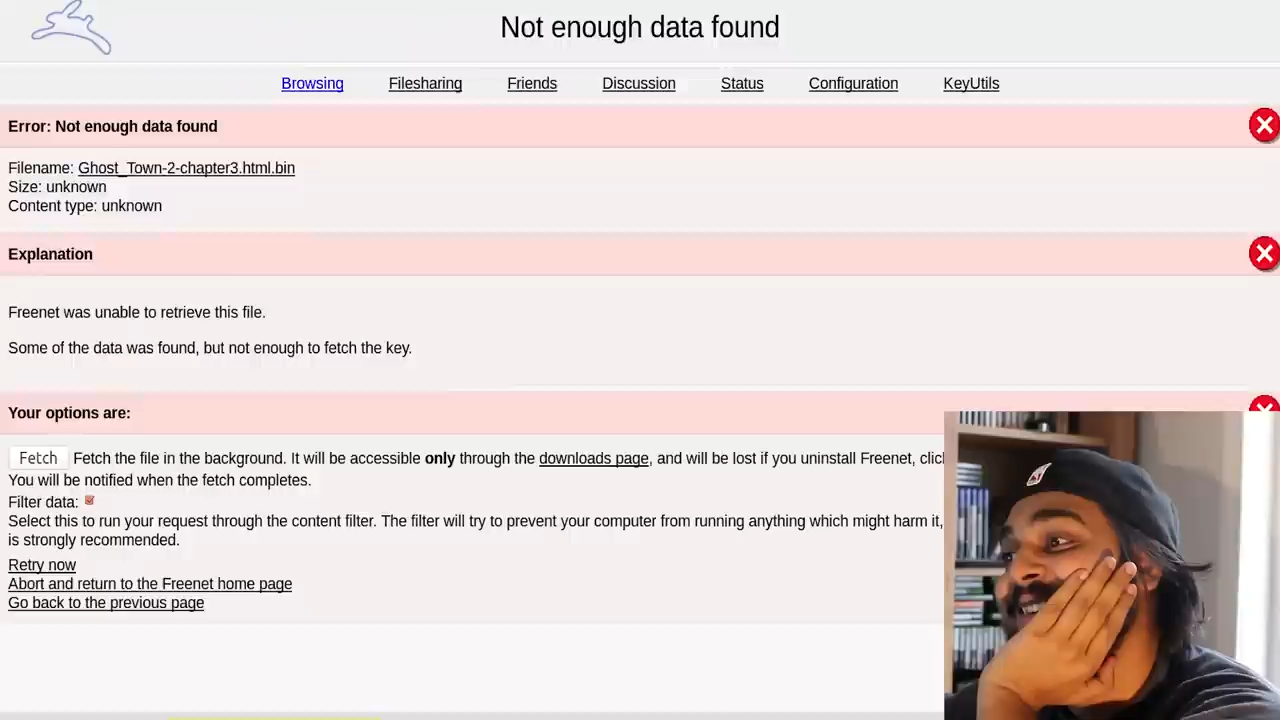 Not enough data found
Browsing Filesharing Friends Discussion Status Configuration KeyUtils
Error: Not enough data found
Filename: Ghost_Town-2-chapter3.html.bin
Size: unknown
Content type: unknown
Explanation
Freenet was unable to retrieve this file.
Some of the data was found, but not enough to fetch the key.
Your options are:
Fetch Fetch the file in the background. It will be accessible only through the downloads page, and will be lost if you uninstall Freenet,
You will be notified when the fetch completes.
Filter data:
Select this to run your request through the content filter. The filter will try to prevent your computer from running anything which might harm it,
is strongly recommended.
Retry now
Abort and return to the Freenet home page
Go back to the previous page